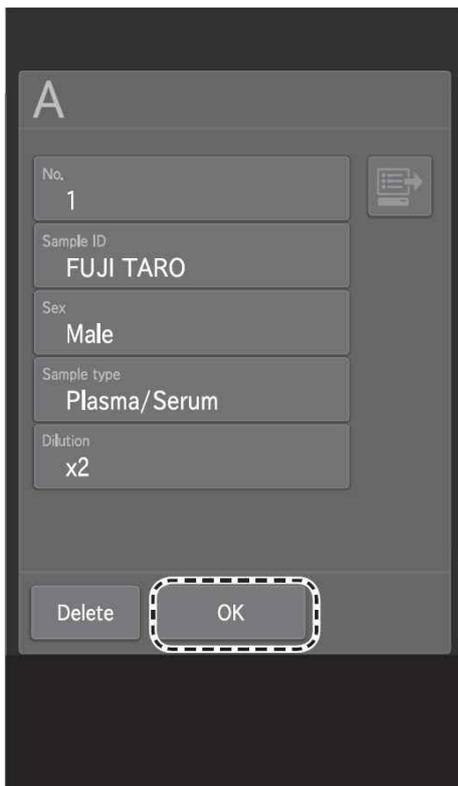 A
No.
1
Sample ID
FUJI TARO
Sex
Male
Sample type
Plasma/Serum
Dilution
x2
Delete
OK